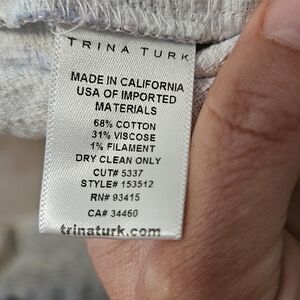 TRINA TURK
MADE IN CALIFORNIA
USA OF IMPORTED
MATERIALS
68% COTTON
31% VISCOSE
1% FILAMENT
DRY CLEAN ONLY
CUT# 5337
STYLE# 153512
RN# 93415
CA# 34460
trinaturk.com